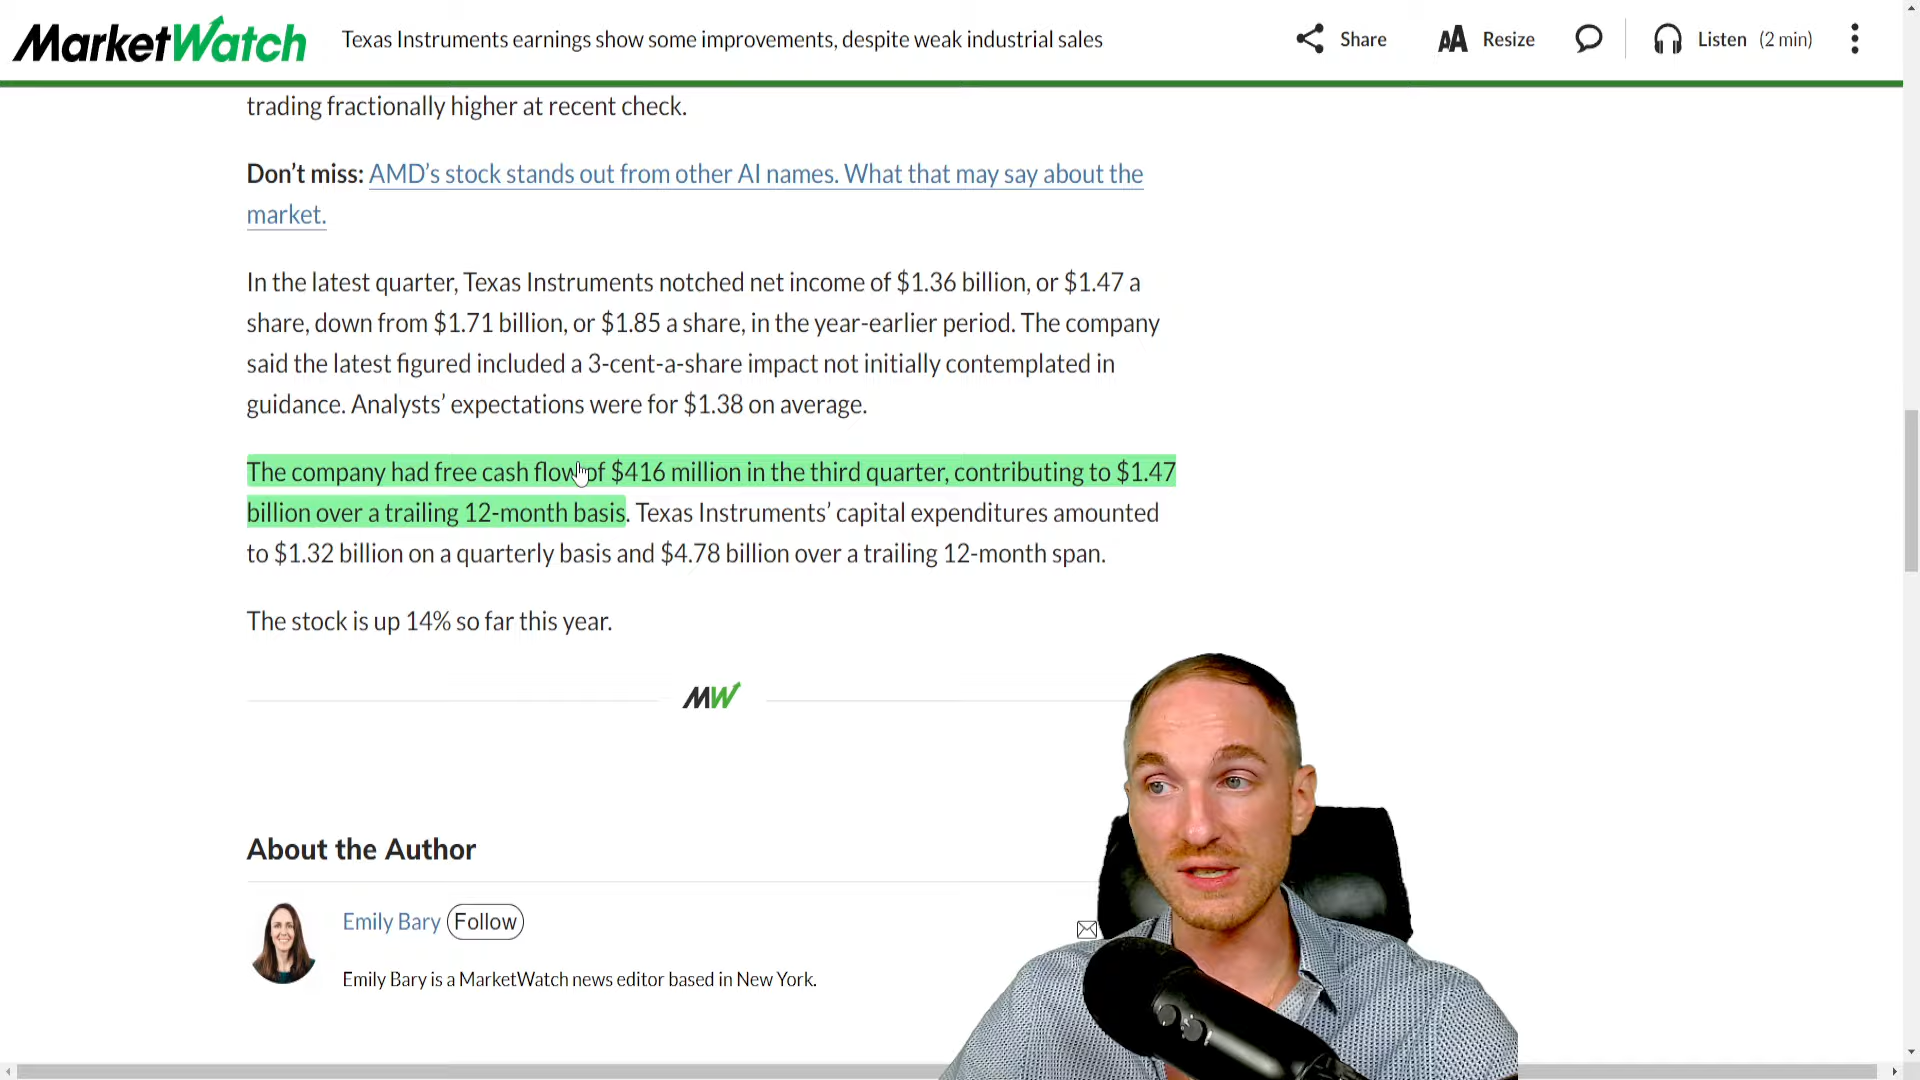 MarketWatch
Texas Instruments earnings show some improvements, despite weak industrial sales
Share
AA Resize
Listen (2 min)
trading fractionally higher at recent check.
Don’t miss: AMD’s stock stands out from other AI names. What that may say about the
market.
In the latest quarter, Texas Instruments notched net income of $1.36 billion, or $1.47 a
share, down from $1.71 billion, or $1.85 a share, in the year-earlier period. The company
said the latest figured included a 3-cent-a-share impact not initially contemplated in
guidance. Analysts’ expectations were for $1.38 on average.
The company had free cash flow of $416 million in the third quarter, contributing to $1.47
billion over a trailing 12-month basis. Texas Instruments’ capital expenditures amounted
to $1.32 billion on a quarterly basis and $4.78 billion over a trailing 12-month span.
The stock is up 14% so far this year.
MW
About the Author
Emily Bary Follow
Emily Bary is a MarketWatch news editor based in New York.